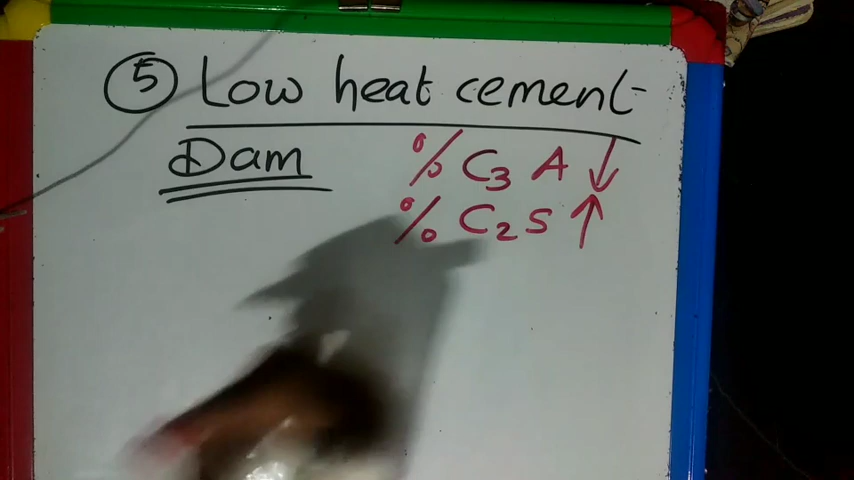 ⑤ Low heat cement
Dam
% C₃ A ↓
% C₂ S ↑